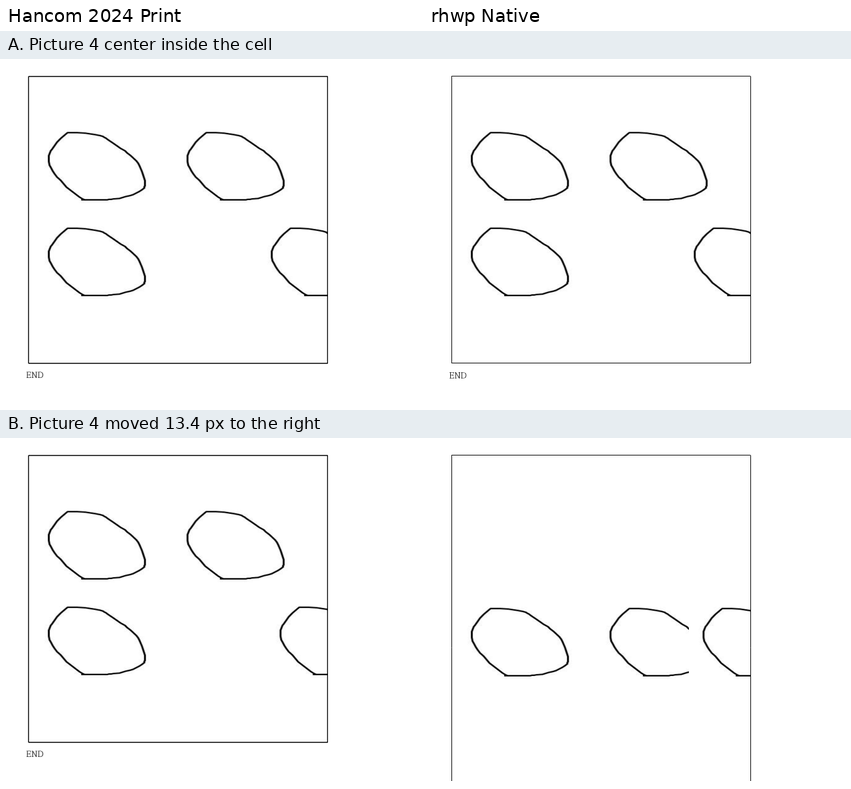 Hancom 2024 Print
rhwp Native
A. Picture 4 center inside the cell
END
END
B. Picture 4 moved 13.4 px to the right
END